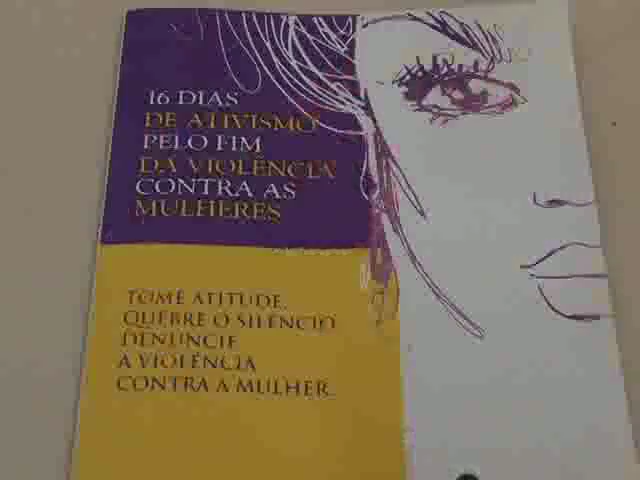 16 DIAS
DE ATIVISMO
PELO FIM
DA VIOLÊNCIA
CONTRA AS
MULHERES
TOME ATITUDE.
QUEBRE O SILÊNCIO.
DENUNCIE
A VIOLÊNCIA
CONTRA A MULHER.